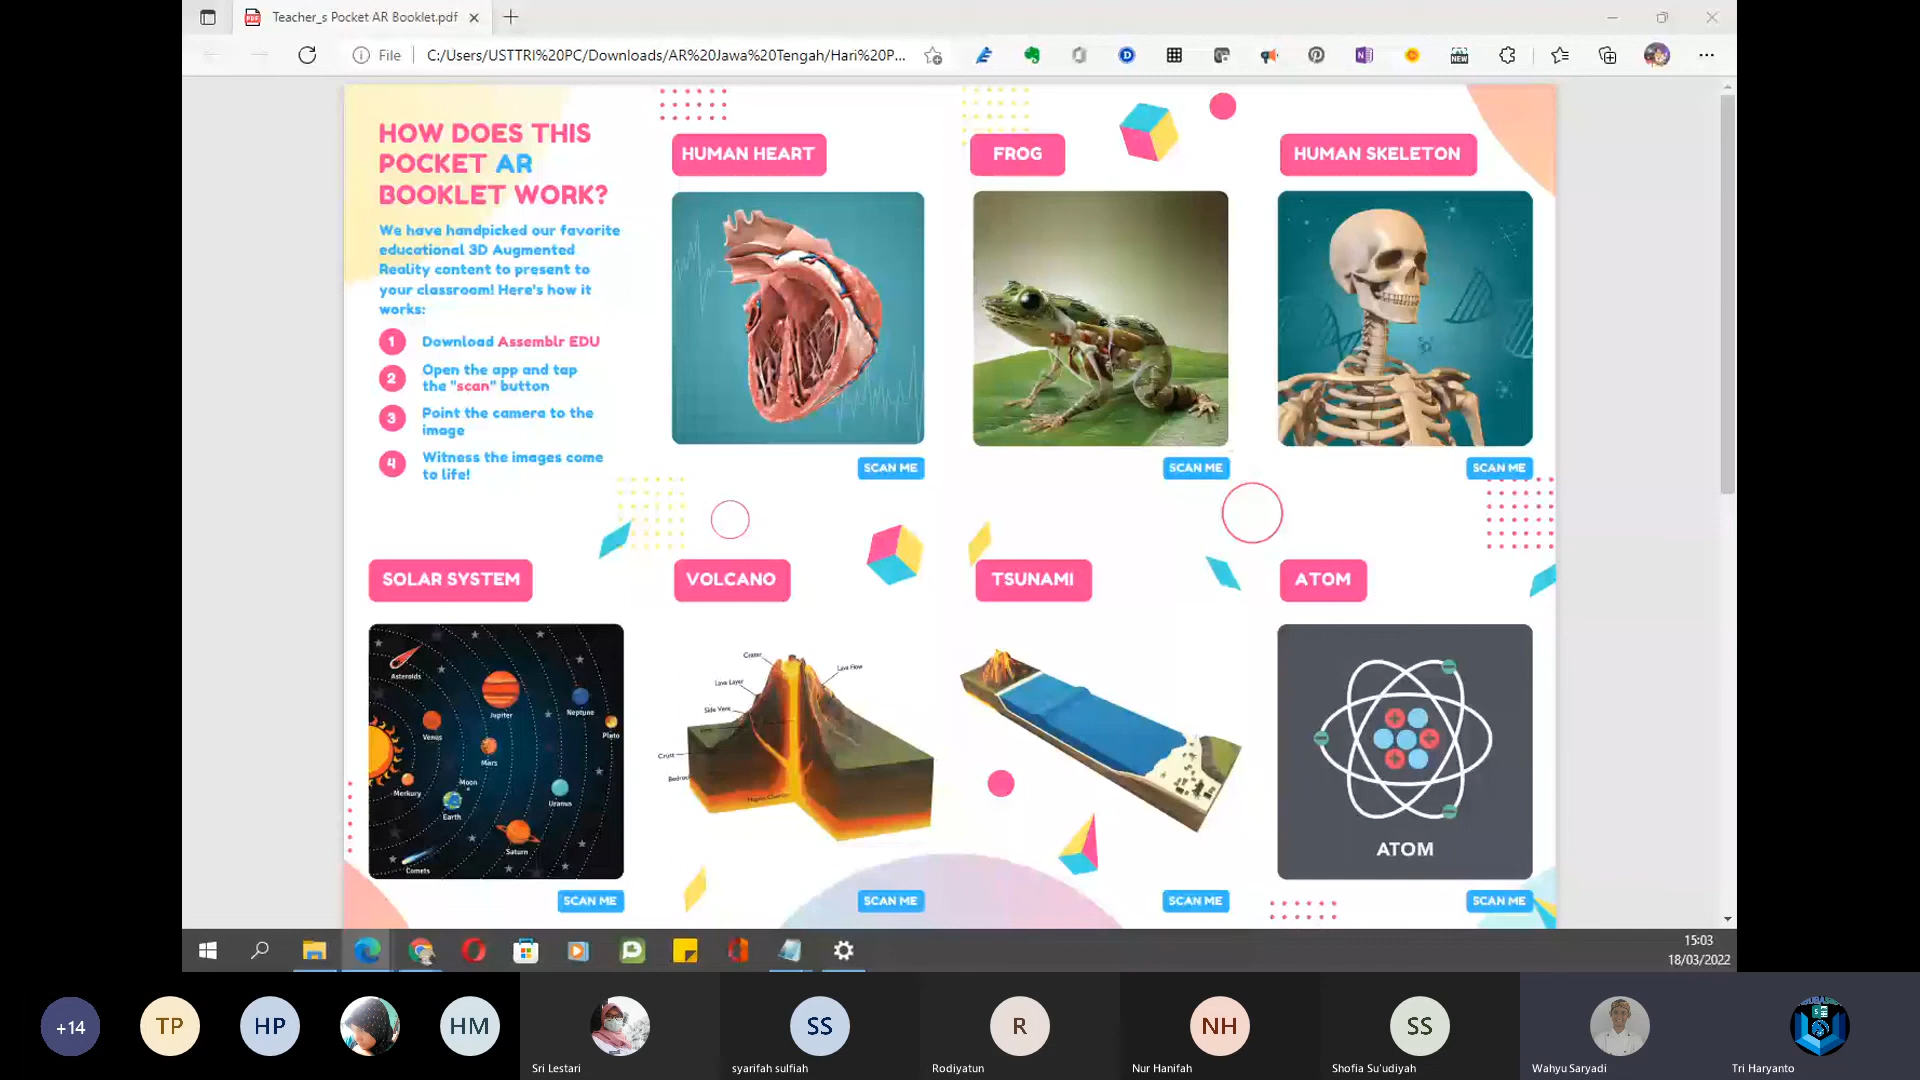 Teacher_s Pocket AR Booklet.pdf
File
C:/Users/USTTRI%20PC/Downloads/AR%20Jawa%20Tengah/Hari%20P...
HOW DOES THIS
POCKET AR
BOOKLET WORK?
We have handpicked our favorite
educational 3D Augmented
Reality content to present to
your classroom! Here's how it
works:
1 Download Assemblr EDU
2 Open the app and tap
the "scan" button
3 Point the camera to the
image
4 Witness the images come
to life!
HUMAN HEART
SCAN ME
FROG
SCAN ME
HUMAN SKELETON
SCAN ME
SOLAR SYSTEM
Asteroids
Jupiter
Neptune
Venus
Pluto
Mars
Moon
Merkury
Uranus
Earth
Saturn
Comets
SCAN ME
VOLCANO
Crater
Lava Flow
Lava Layer
Side Vent
Crust
SCAN ME
TSUNAMI
SCAN ME
ATOM
ATOM
SCAN ME
15:03
18/03/2022
+14
TP
HP
HM
Sri Lestari
SS
syarifah sulfiah
R
Rodiyatun
NH
Nur Hanifah
SS
Shofia Su'udiyah
Wahyu Saryadi
Tri Haryanto